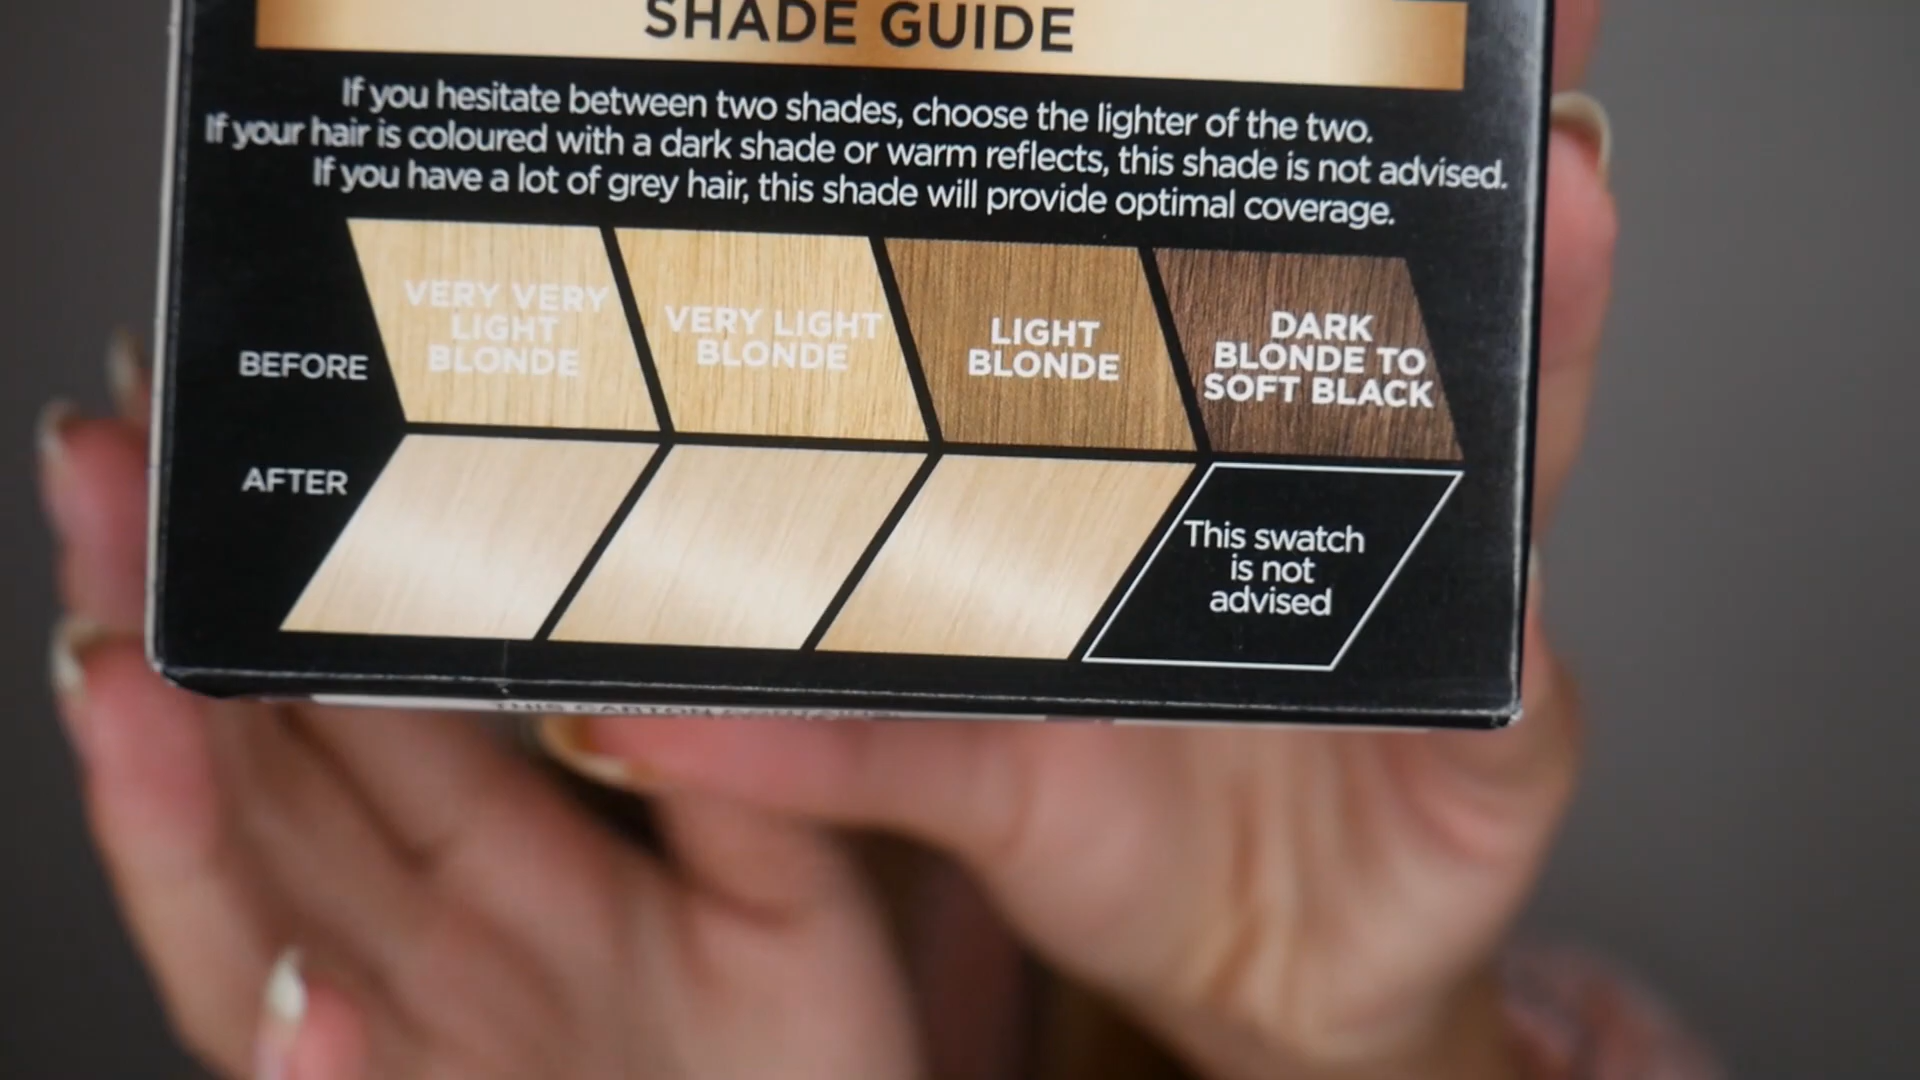 SHADE GUIDE
If you hesitate between two shades, choose the lighter of the two.
If your hair is coloured with a dark shade or warm reflects, this shade is not advised.
If you have a lot of grey hair, this shade will provide optimal coverage.
BEFORE
VERY VERY
LIGHT
BLONDE
VERY LIGHT
BLONDE
LIGHT
BLONDE
DARK
BLONDE TO
SOFT BLACK
AFTER
This swatch
is not
advised
THIS CARTON